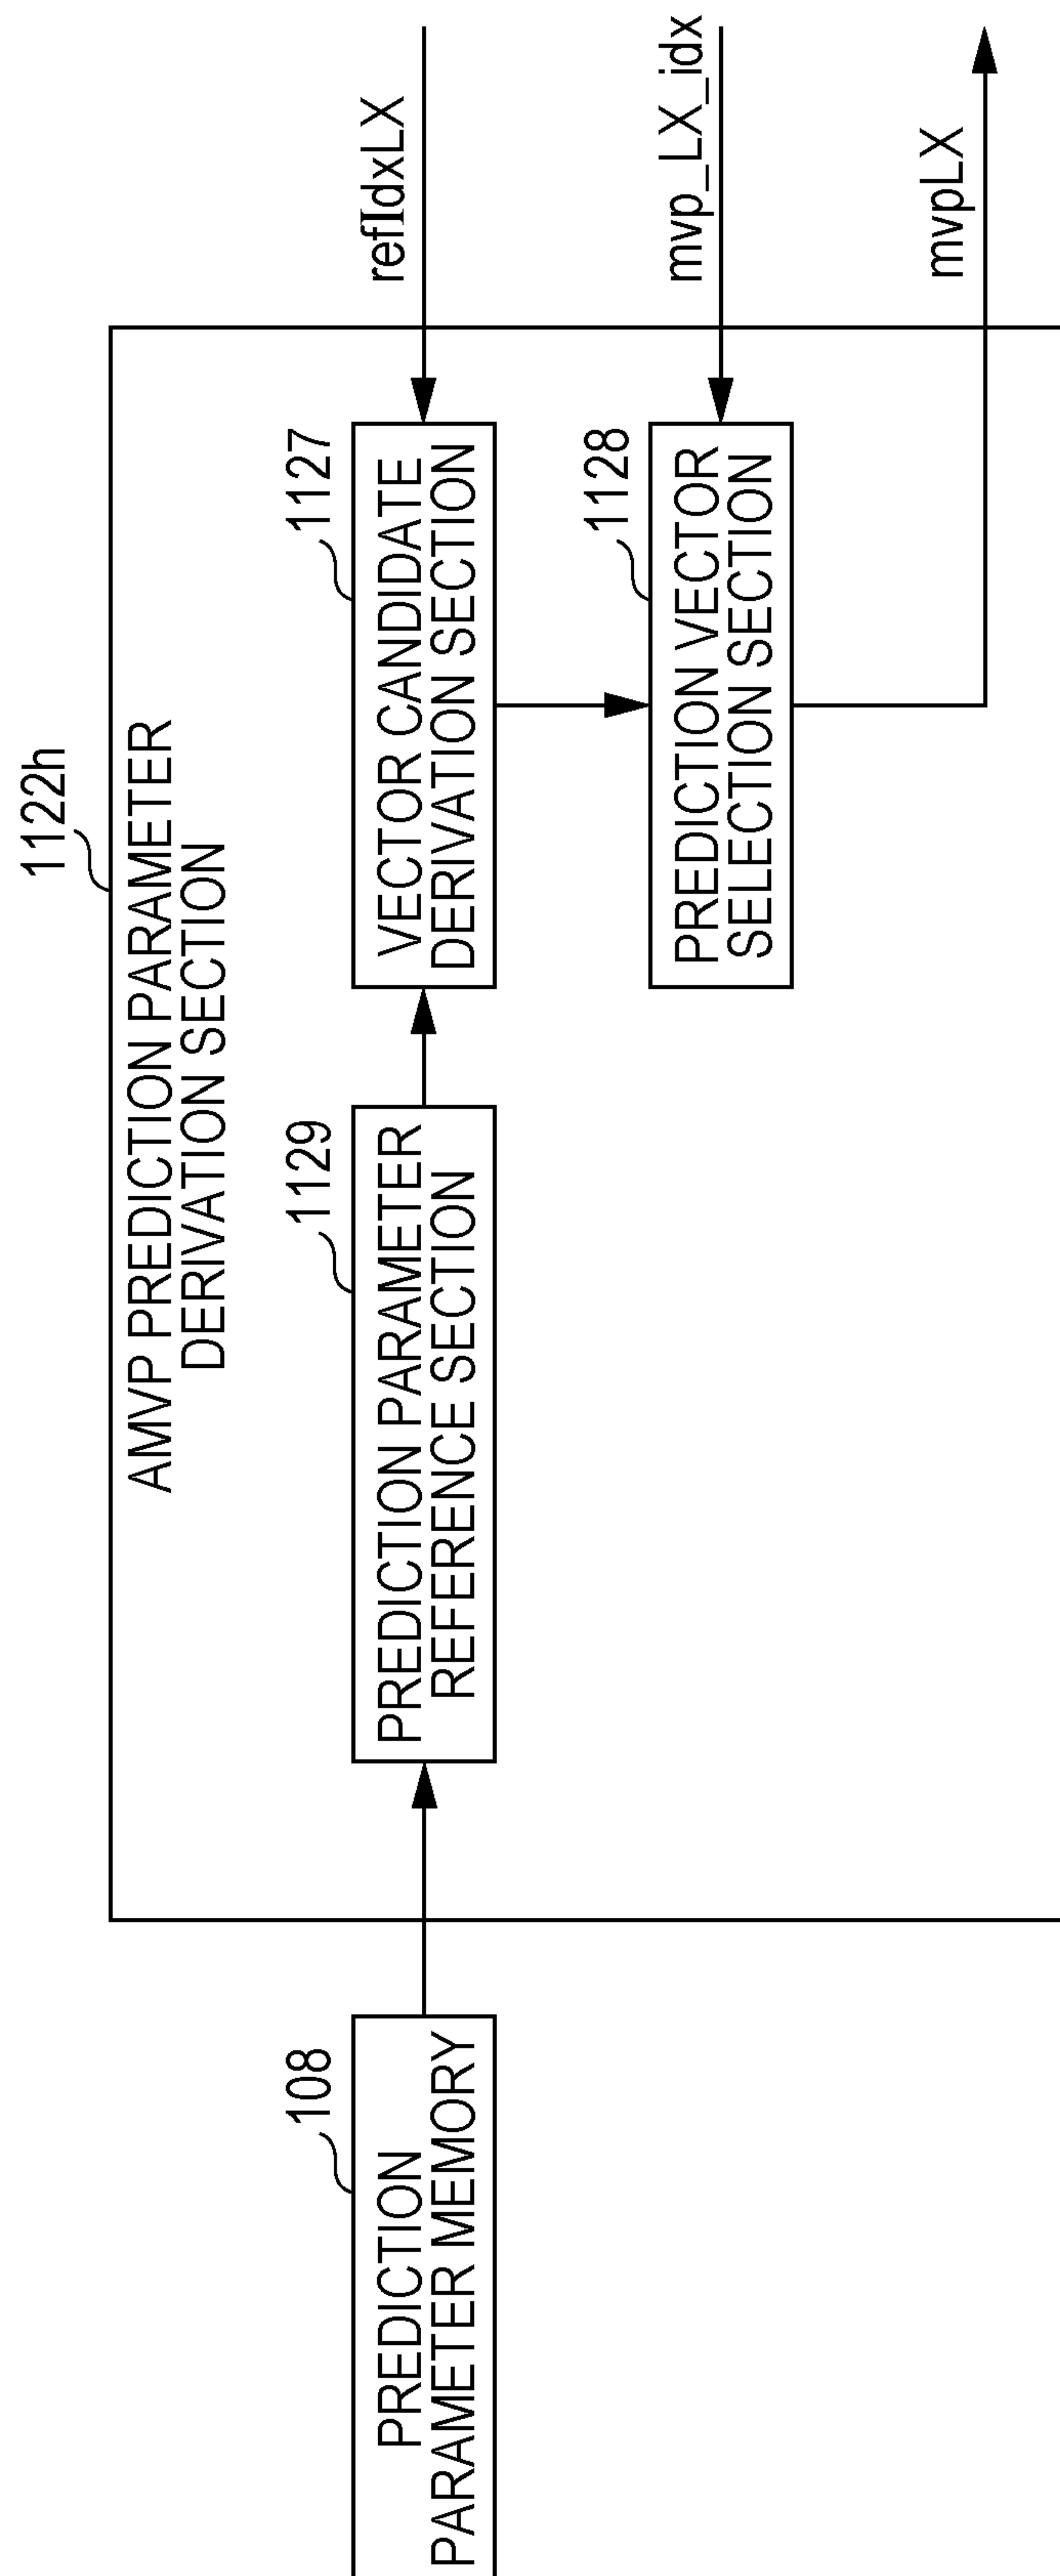 1122h
AMVP PREDICTION PARAMETER
DERIVATION SECTION
108
PREDICTION
PARAMETER MEMORY
1129
PREDICTION PARAMETER
REFERENCE SECTION
1127
VECTOR CANDIDATE
DERIVATION SECTION
refIdxLX
1128
PREDICTION VECTOR
SELECTION SECTION
mvp_LX_idx
mvpLX